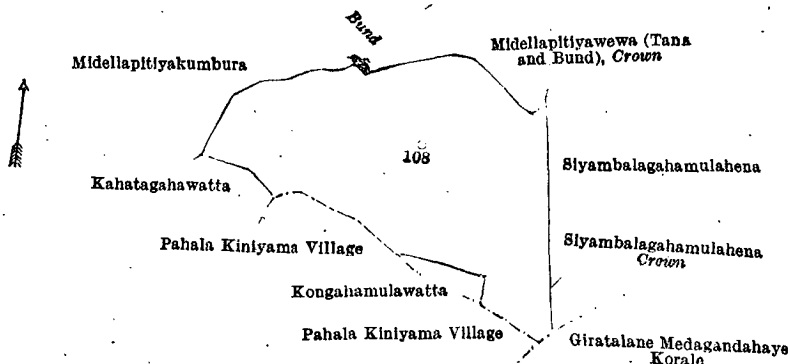 Bund
Midellapitiyawewa (Tana
and Bund), Crown
Midellapitiyakumbura
108
Siyambalagahamulahena
Kahatagahawatta
Pahala Kiniyama Village
Siyambalagahamulahena
Crown
Kongahamulawatta
Pahala Kiniyama Village
Giratalane Medagandahaye
Korale